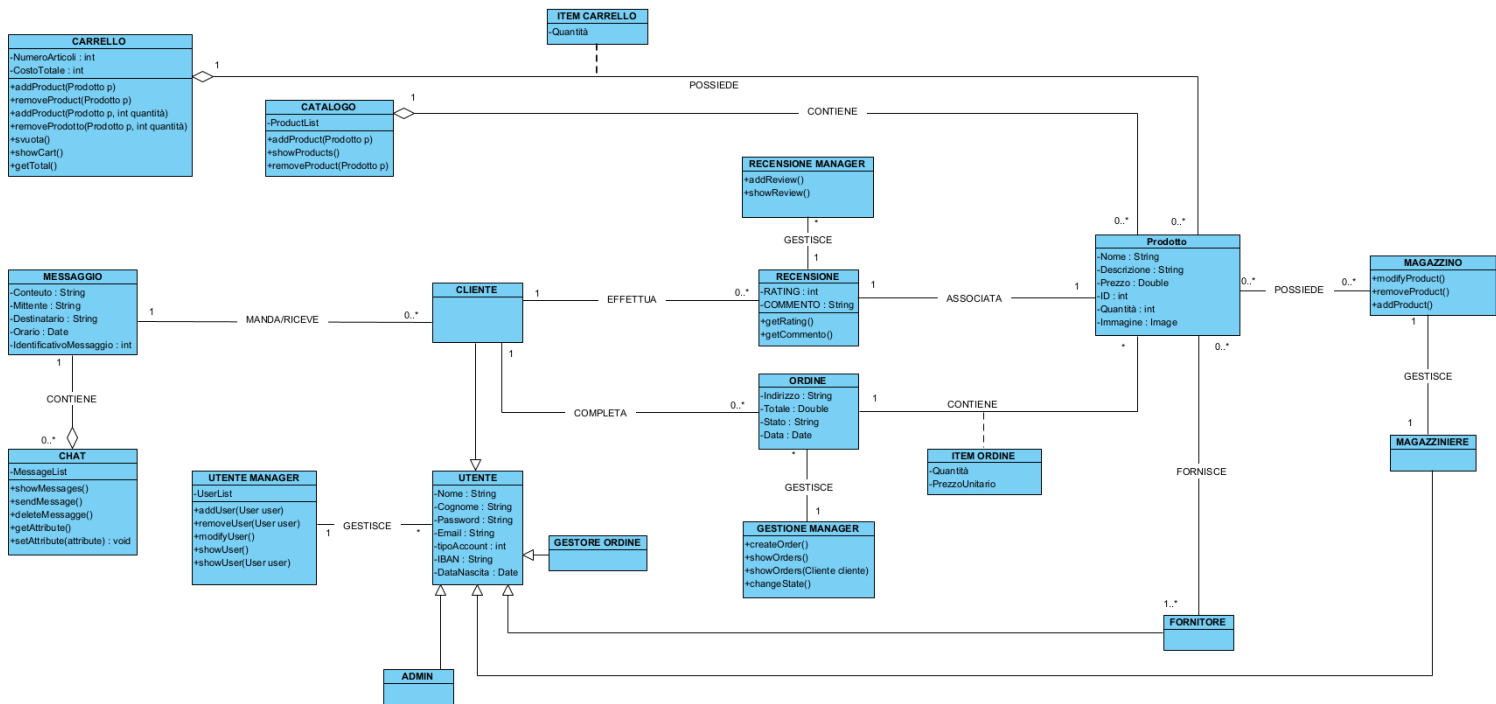 ITEM CARRELLO
-Quantità
CARRELLO
-NumeroArticoli : int
-CostoTotale : int
+addProduct(Prodotto p)
+removeProduct(Prodotto p)
+addProduct(Prodotto p, int quantità)
+removeProdotto(Prodotto p, int quantità)
+svuota()
+showCart()
+getTotal()
1
POSSIEDE
0..*
CATALOGO
-ProductList
+addProduct(Prodotto p)
+showProducts()
+removeProduct(Prodotto p)
1
CONTIENE
0..*
RECENSIONE MANAGER
+addReview()
+showReview()
*
GESTISCE
1
Prodotto
-Nome : String
-Descrizione : String
-Prezzo : Double
-ID : int
-Quantità : int
-Immagine : Image
0..*
POSSIEDE
0..*
MAGAZZINO
+modifyProduct()
+removeProduct()
+addProduct()
1
GESTISCE
1
MAGAZZINIERE
MESSAGGIO
-Conteuto : String
-Mittente : String
-Destinatario : String
-Orario : Date
-IdentificativoMessaggio : int
1
MANDA/RICEVE
0..*
CLIENTE
1
EFFETTUA
0..*
RECENSIONE
-RATING : int
-COMMENTO : String
+getRating()
+getCommento()
1
ASSOCIATA
1
1
CONTIENE
0..*
1
COMPLETA
0..*
ORDINE
-Indirizzo : String
-Totale : Double
-Stato : String
-Data : Date
1
CONTIENE
*
ITEM ORDINE
-Quantità
-PrezzoUnitario
0..*
FORNISCE
1..*
FORNITORE
CHAT
-MessageList
+showMessages()
+sendMessage()
+deleteMesagge()
+getAttribute()
+setAttribute(attribute) : void
UTENTE MANAGER
-UserList
+addUser(User user)
+removeUser(User user)
+modifyUser()
+showUser()
+showUser(User user)
1
GESTISCE
*
UTENTE
-Nome : String
-Cognome : String
-Password : String
-Email : String
-tipoAccount : int
-IBAN : String
-DataNascita : Date
GESTORE ORDINE
*
GESTISCE
1
GESTIONE MANAGER
+createOrder()
+showOrders()
+showOrders(Cliente cliente)
+changeState()
ADMIN